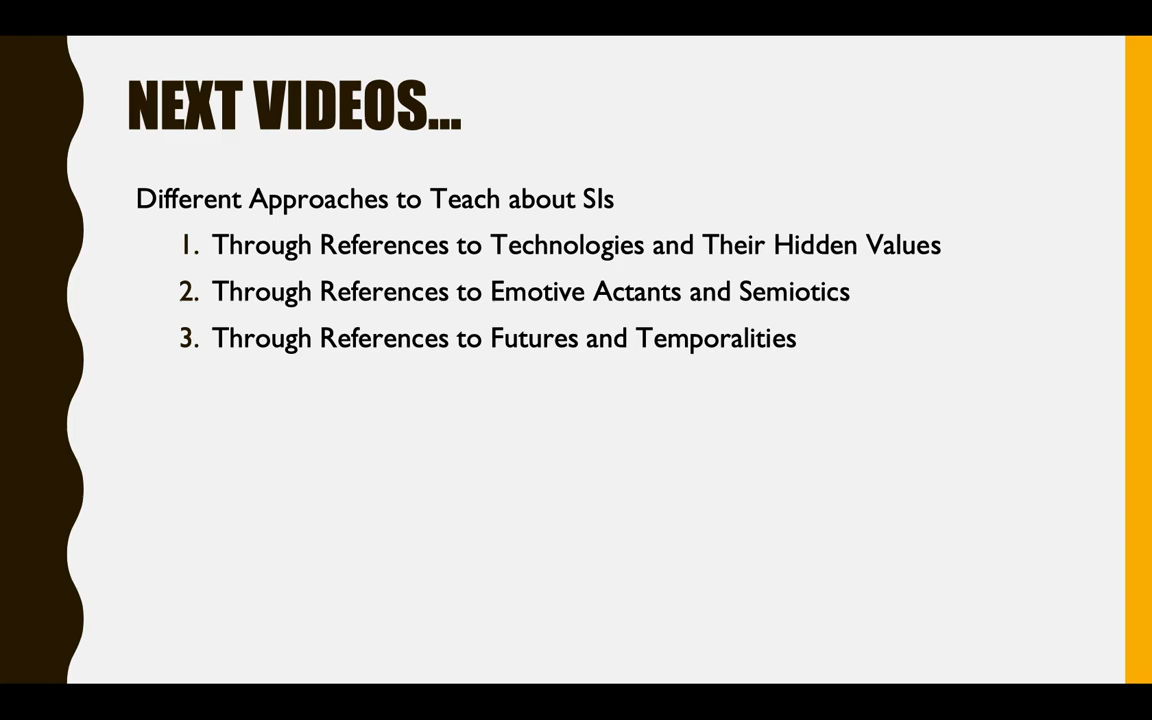 NEXT VIDEOS...
Different Approaches to Teach about SIs
1. Through References to Technologies and Their Hidden Values
2. Through References to Emotive Actants and Semiotics
3. Through References to Futures and Temporalities